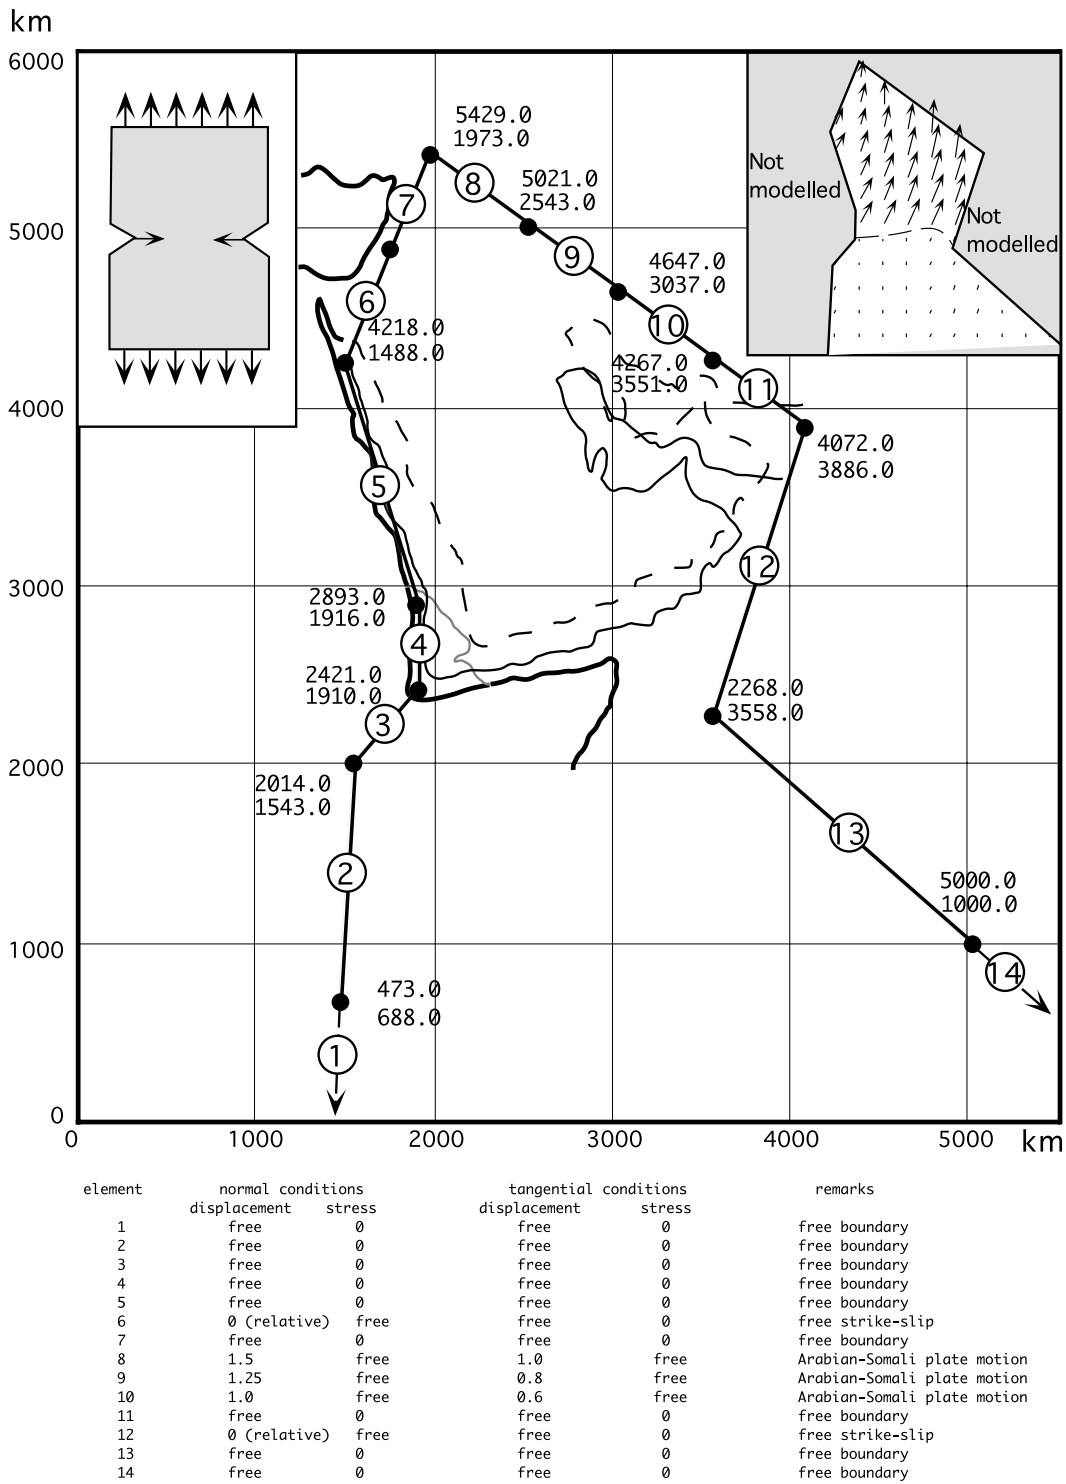 km
6000
5000
4000
3000
2000
1000
0
0 1000 2000 3000 4000 5000 km
Not
modelled
Not
modelled
5429.0
1973.0
8
5021.0
2543.0
7
9
4647.0
3037.0
6
10
4218.0
1488.0
4267.0
3551.0
11
4072.0
3886.0
5
12
2893.0
1916.0
4
2421.0
1910.0
2268.0
3558.0
3
2014.0
1543.0
13
2
5000.0
1000.0
14
473.0
688.0
1
element normal conditions tangential conditions remarks
displacement stress displacement stress
1 free 0 free 0 free boundary
2 free 0 free 0 free boundary
3 free 0 free 0 free boundary
4 free 0 free 0 free boundary
5 free 0 free 0 free boundary
6 0 (relative) free free 0 free strike-slip
7 free 0 free 0 free boundary
8 1.5 free 1.0 free Arabian-Somali plate motion
9 1.25 free 0.8 free Arabian-Somali plate motion
10 1.0 free 0.6 free Arabian-Somali plate motion
11 free 0 free 0 free boundary
12 0 (relative) free free 0 free strike-slip
13 free 0 free 0 free boundary
14 free 0 free 0 free boundary